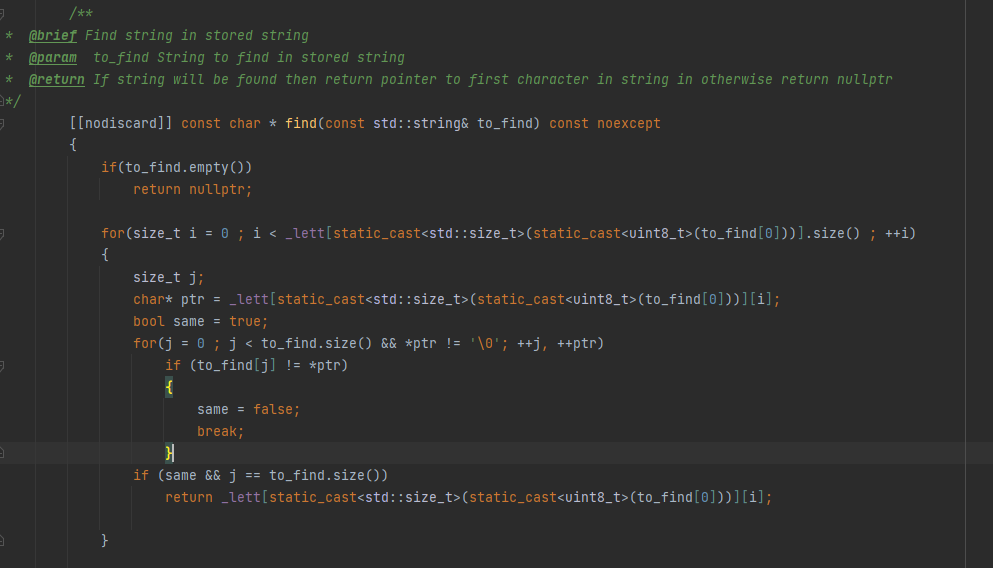 /**
* @brief Find string in stored string
* @param to_find String to find in stored string
* @return If string will be found then return pointer to first character in string in otherwise return nullptr
*/
[[nodiscard]] const char * find(const std::string& to_find) const noexcept
{
if(to_find.empty())
return nullptr;
for(size_t i = 0 ; i < _lett[static_cast<std::size_t>(static_cast<uint8_t>(to_find[0]))].size() ; ++i)
{
size_t j;
char* ptr = _lett[static_cast<std::size_t>(static_cast<uint8_t>(to_find[0]))][i];
bool same = true;
for(j = 0 ; j < to_find.size() && *ptr != '\0'; ++j, ++ptr)
if (to_find[j] != *ptr)
{
same = false;
break;
}
if (same && j == to_find.size())
return _lett[static_cast<std::size_t>(static_cast<uint8_t>(to_find[0]))][i];
}